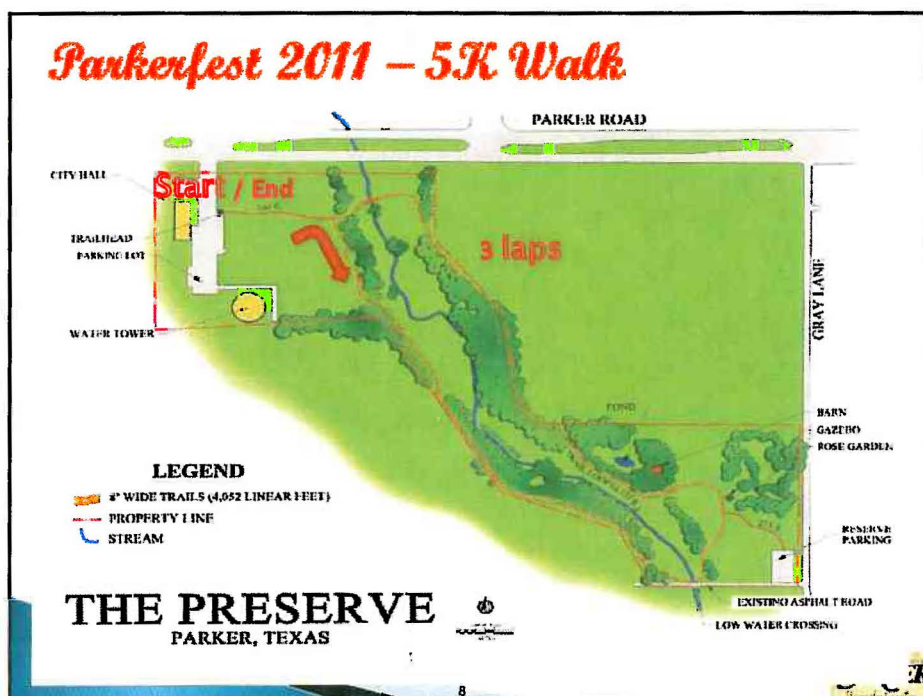 Parkerfest 2011 – 5K Walk
PARKER ROAD
CITY HALL
Start / End
TRAILHEAD
PARKING LOT
3 laps
GRAY LANE
WATER TOWER
POND
BARN
GAZEBO
ROSE GARDEN
LEGEND
8' WIDE TRAILS (4,052 LINEAR FEET)
PROPERTY LINE
STREAM
RESERVE
PARKING
THE PRESERVE
PARKER, TEXAS
EXISTING ASPHALT ROAD
LOW WATER CROSSING
8